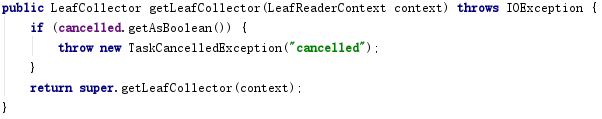 public LeafCollector getLeafCollector(LeafReaderContext context) throws IOException {
    if (cancelled.getAsBoolean()) {
        throw new TaskCancelledException("cancelled");
    }
    return super.getLeafCollector(context);
}